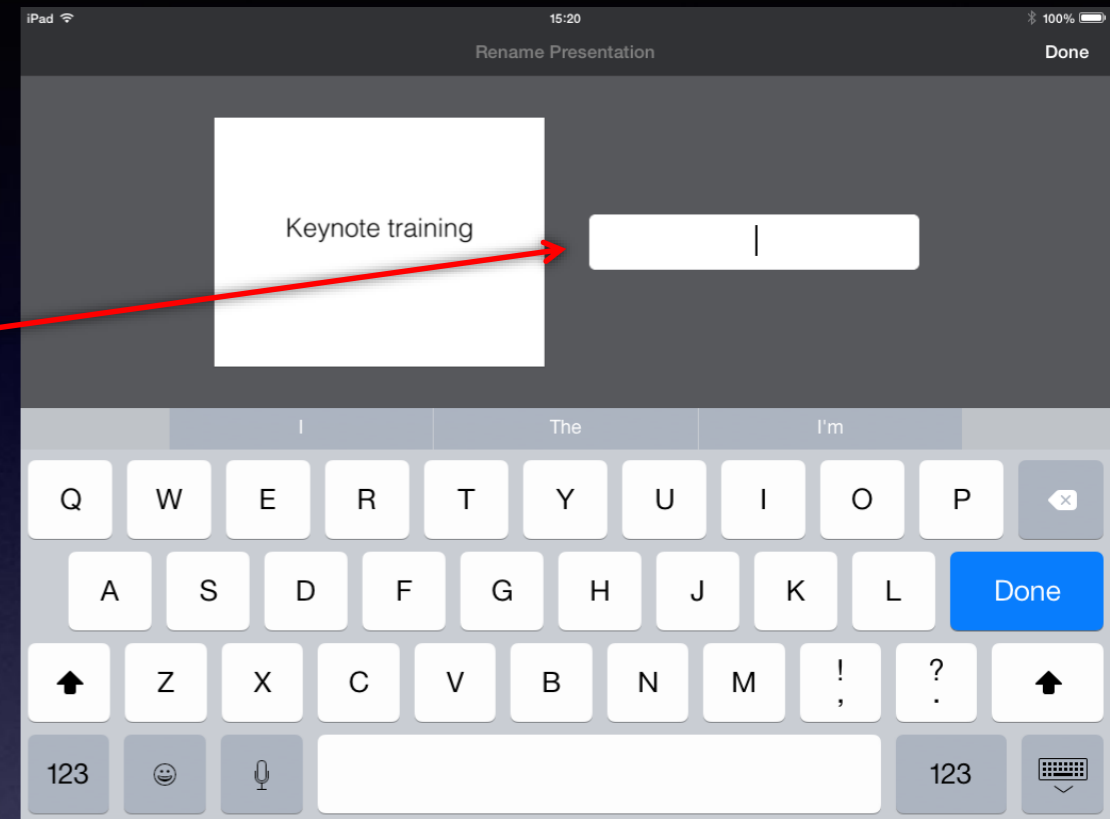 iPad 15:20 100%
Rename Presentation Done
Keynote training
I The I'm
Q W E R T Y U I O P
A S D F G H J K L Done
Z X C V B N M ! , ? .
123 123